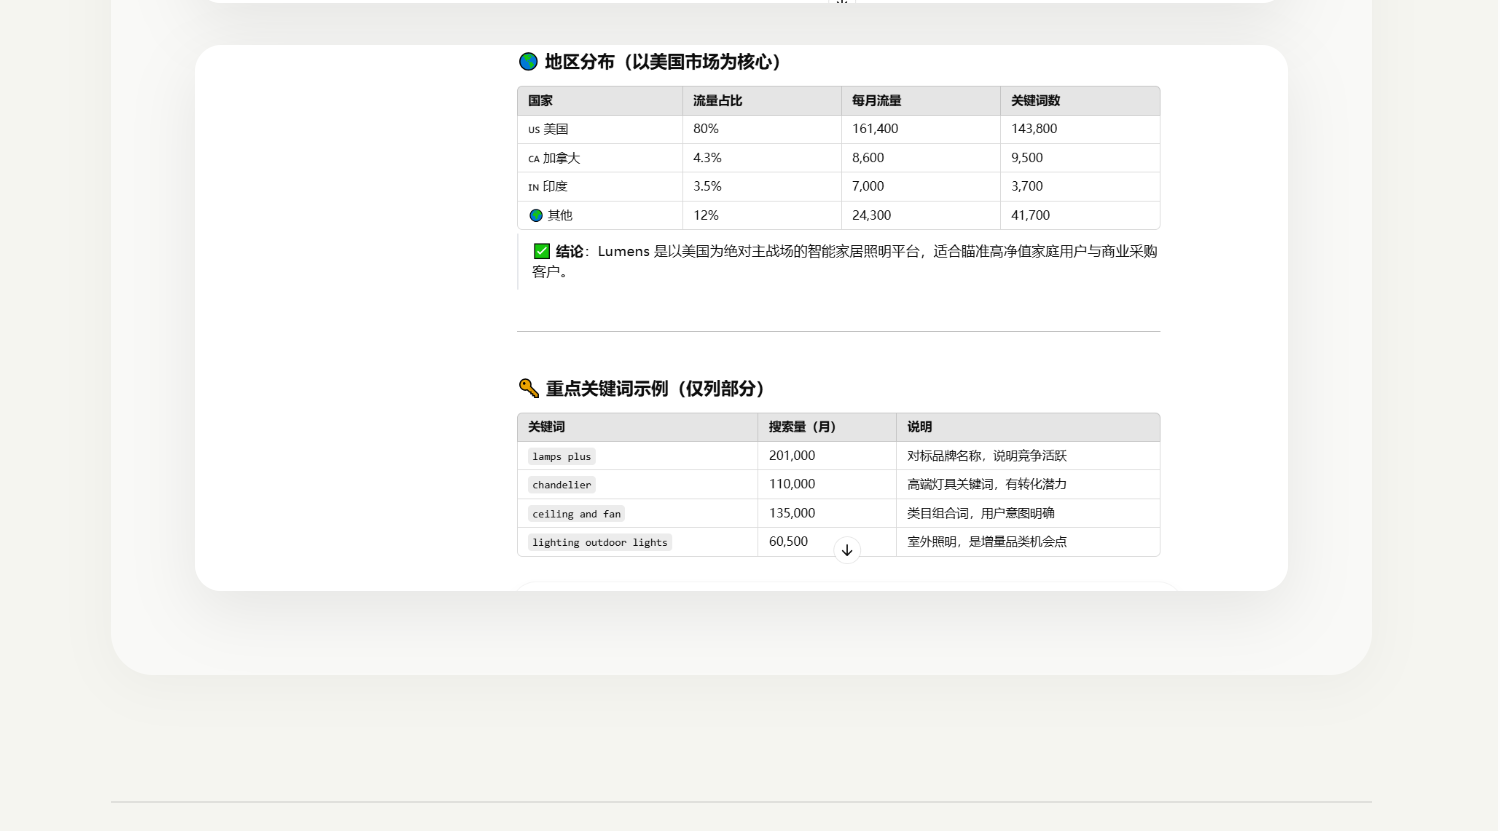 地区分布（以美国市场为核心）
国家 流量占比 每月流量 关键词数
US 美国 80% 161,400 143,800
CA 加拿大 4.3% 8,600 9,500
IN 印度 3.5% 7,000 3,700
其他 12% 24,300 41,700
结论：Lumens 是以美国为绝对主战场的智能家居照明平台，适合瞄准高净值家庭用户与商业采购
客户。
重点关键词示例（仅列部分）
关键词 搜索量（月） 说明
lamps plus 201,000 对标品牌名称，说明竞争活跃
chandelier 110,000 高端灯具关键词，有转化潜力
ceiling and fan 135,000 类目组合词，用户意图明确
lighting outdoor lights 60,500 室外照明，是增量品类机会点